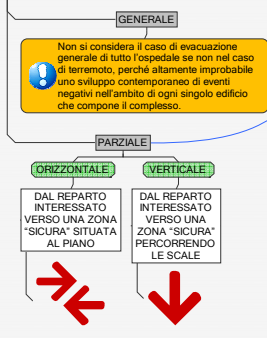 GENERALE
Non si considera il caso di evacuazione
generale di tutto l'ospedale se non nel caso
di terremoto, perché altamente improbabile
uno sviluppo contemporaneo di eventi
negativi nell'ambito di ogni singolo edificio
che compone il complesso.
PARZIALE
ORIZZONTALE
VERTICALE
DAL REPARTO
INTERESSATO
VERSO UNA ZONA
"SICURA" SITUATA
AL PIANO
DAL REPARTO
INTERESSATO
VERSO UNA
ZONA "SICURA"
PERCORRENDO
LE SCALE